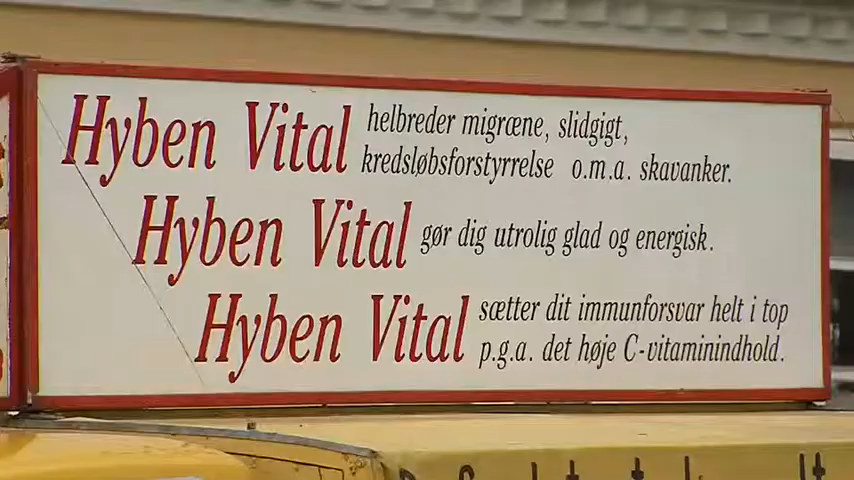 Hyben Vital helbreder migræne, slidgigt,
kredsløbsforstyrrelse o.m.a. skavanker.
Hyben Vital gør dig utrolig glad og energisk.
Hyben Vital sætter dit immunforsvar helt i top
p.g.a. det høje C-vitaminindhold.